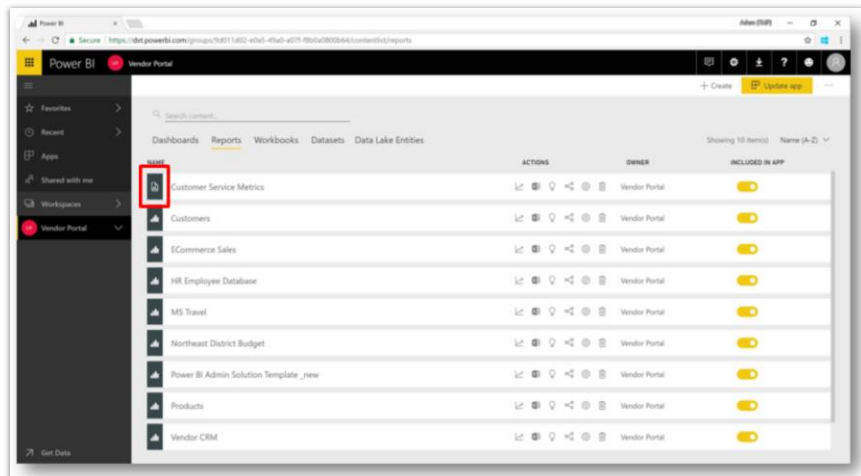 Power BI
Secure https://dxt.powerbi.com/groups/9d011d02-e0a5-49a0-a07f-f8b0a0800b64/contentlist/reports
Power BI Vendor Portal
Create Update app
Favorites
Search content...
Recent
Dashboards Reports Workbooks Datasets Data Lake Entities Showing 10 item(s) Name (A-Z)
Apps
NAME ACTIONS OWNER INCLUDED IN APP
Shared with me
Customer Service Metrics Vendor Portal
Workspaces
Customers Vendor Portal
Vendor Portal
ECommerce Sales Vendor Portal
HR Employee Database Vendor Portal
MS Travel Vendor Portal
Northeast District Budget Vendor Portal
Power BI Admin Solution Template _new Vendor Portal
Products Vendor Portal
Vendor CRM Vendor Portal
Get Data